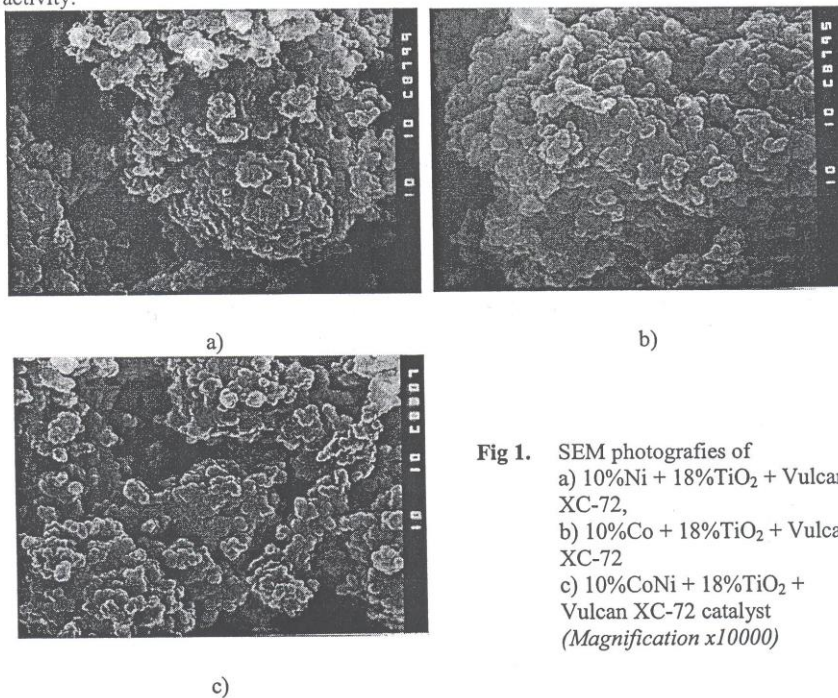 activity.
a)
b)
c)
Fig 1. SEM photografies of
a) 10%Ni + 18%TiO₂ + Vulcan
XC-72,
b) 10%Co + 18%TiO₂ + Vulca
XC-72
c) 10%CoNi + 18%TiO₂ +
Vulcan XC-72 catalyst
(Magnification x10000)